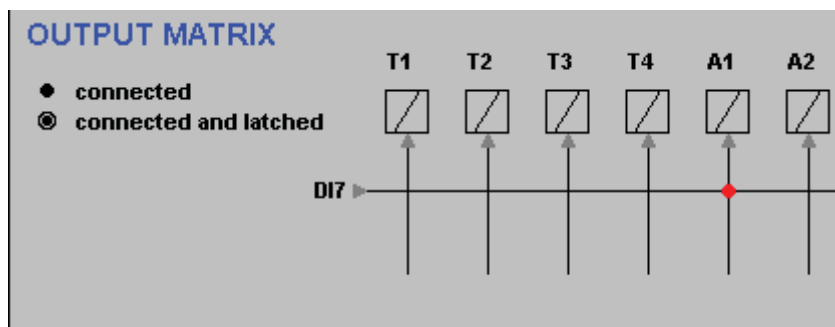 OUTPUT MATRIX
T1 T2 T3 T4 A1 A2
connected
connected and latched
DI7